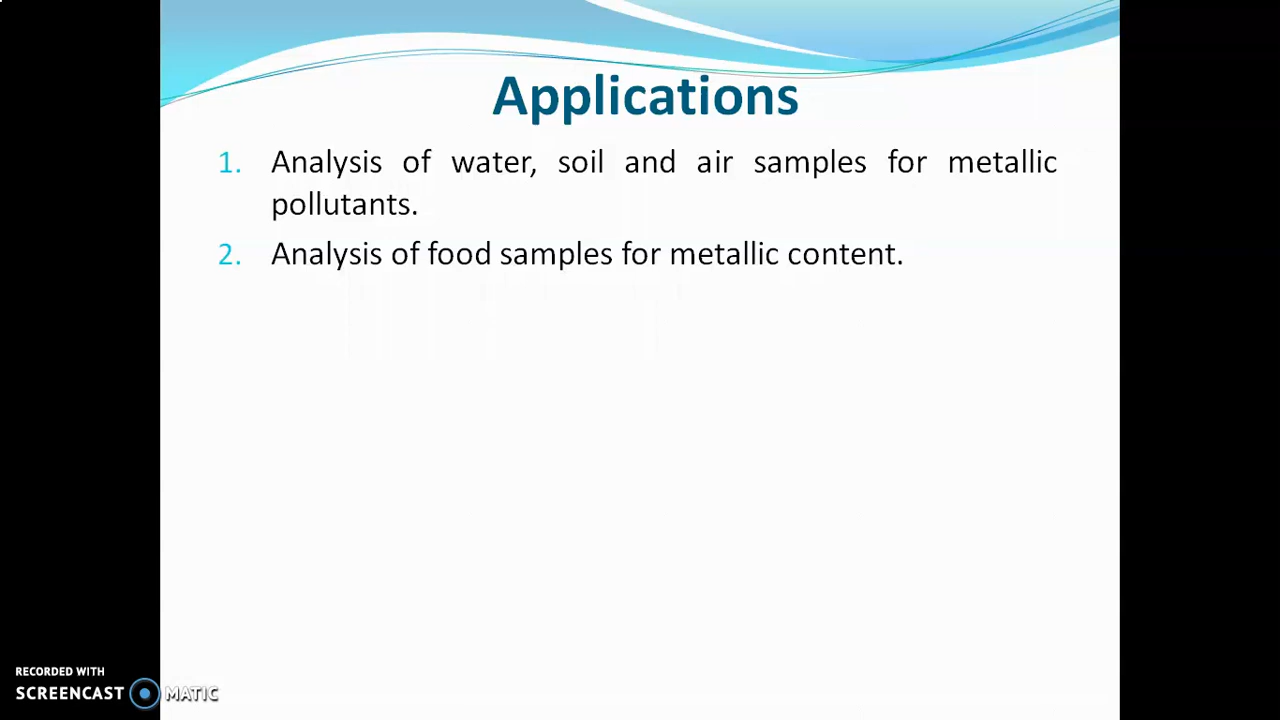 Applications
1. Analysis of water, soil and air samples for metallic
pollutants.
2. Analysis of food samples for metallic content.
RECORDED WITH
SCREENCAST MATIC